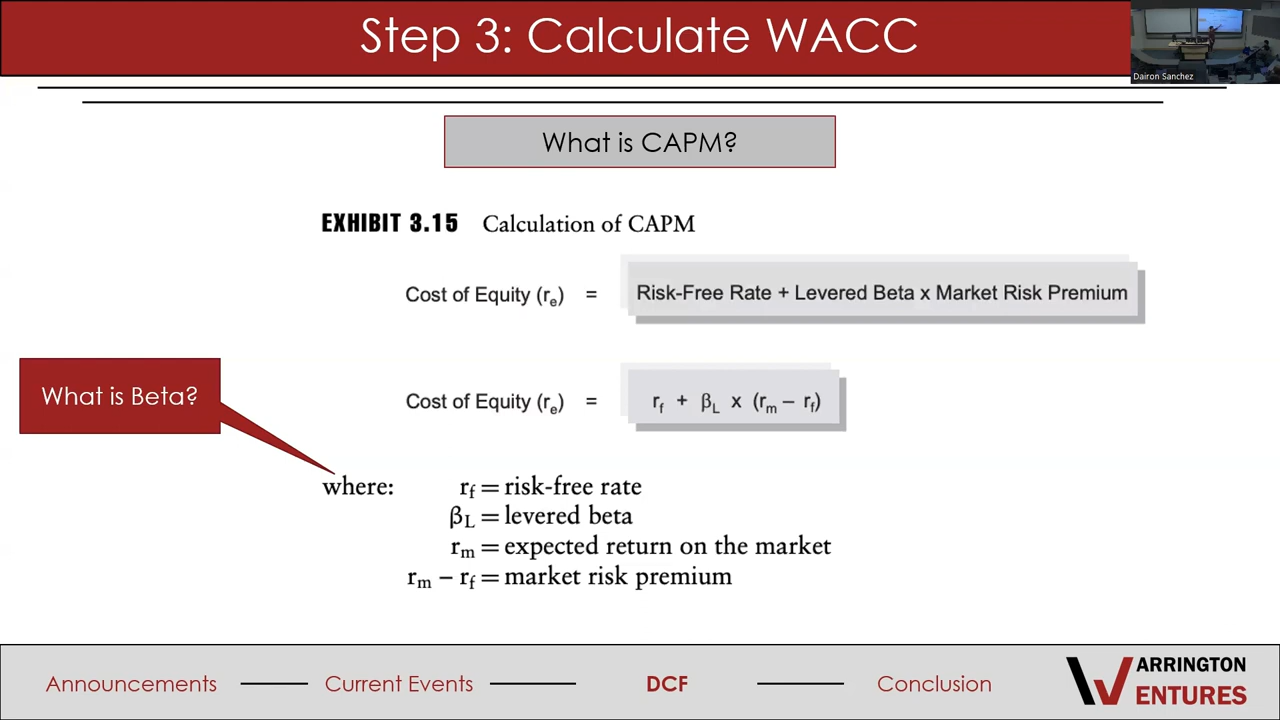 Step 3: Calculate WACC
Dairon Sanchez
What is CAPM?
EXHIBIT 3.15 Calculation of CAPM
Cost of Equity (re) = Risk-Free Rate + Levered Beta x Market Risk Premium
What is Beta?
Cost of Equity (re) = rf + βL x (rm – rf)
where: rf = risk-free rate
βL = levered beta
rm = expected return on the market
rm – rf = market risk premium
Announcements Current Events DCF Conclusion
WARRINGTON
VENTURES